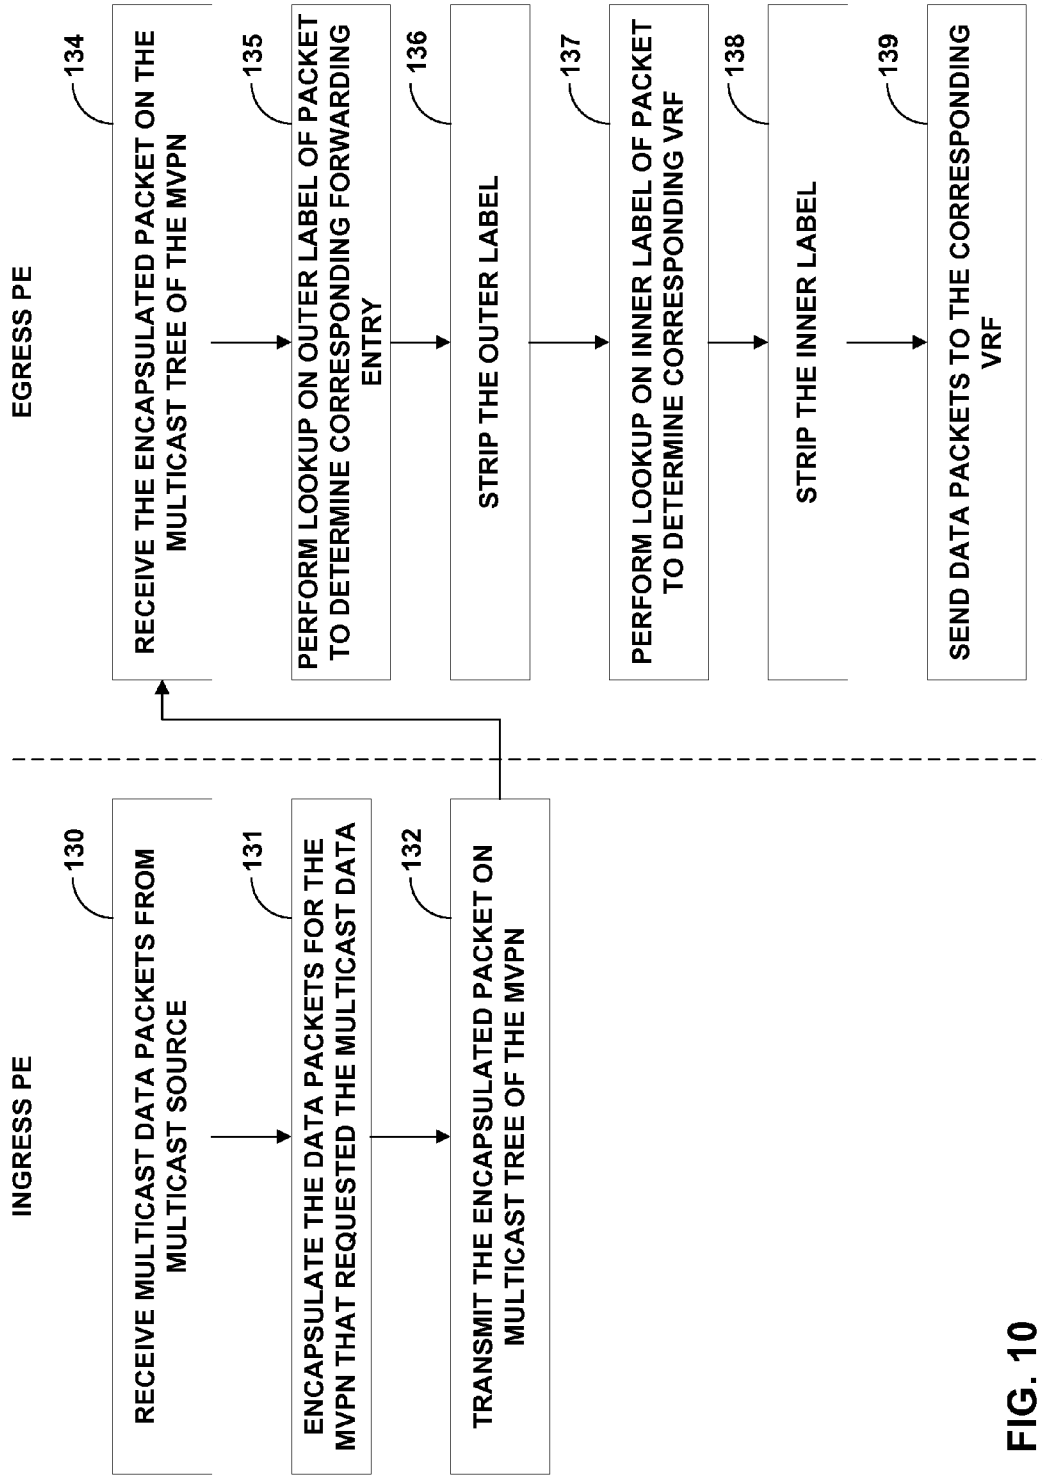 INGRESS PE
130
RECEIVE MULTICAST DATA PACKETS FROM
MULTICAST SOURCE
131
ENCAPSULATE THE DATA PACKETS FOR THE
MVPN THAT REQUESTED THE MULTICAST DATA
132
TRANSMIT THE ENCAPSULATED PACKET ON
MULTICAST TREE OF THE MVPN
EGRESS PE
134
RECEIVE THE ENCAPSULATED PACKET ON THE
MULTICAST TREE OF THE MVPN
135
PERFORM LOOKUP ON OUTER LABEL OF PACKET
TO DETERMINE CORRESPONDING FORWARDING
ENTRY
136
STRIP THE OUTER LABEL
137
PERFORM LOOKUP ON INNER LABEL OF PACKET
TO DETERMINE CORRESPONDING VRF
138
STRIP THE INNER LABEL
139
SEND DATA PACKETS TO THE CORRESPONDING
VRF
FIG. 10